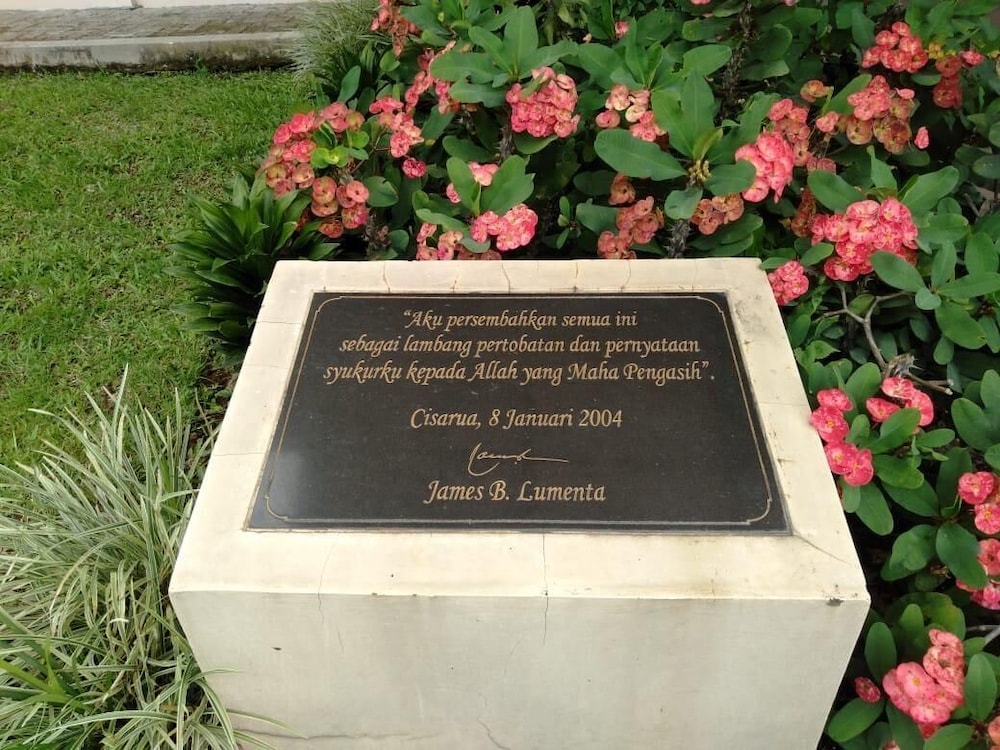 “Aku persembahkan semua ini
sebagai lambang pertobatan dan pernyataan
syukurku kepada Allah yang Maha Pengasih”.
Cisarua, 8 Januari 2004
James B. Lumenta